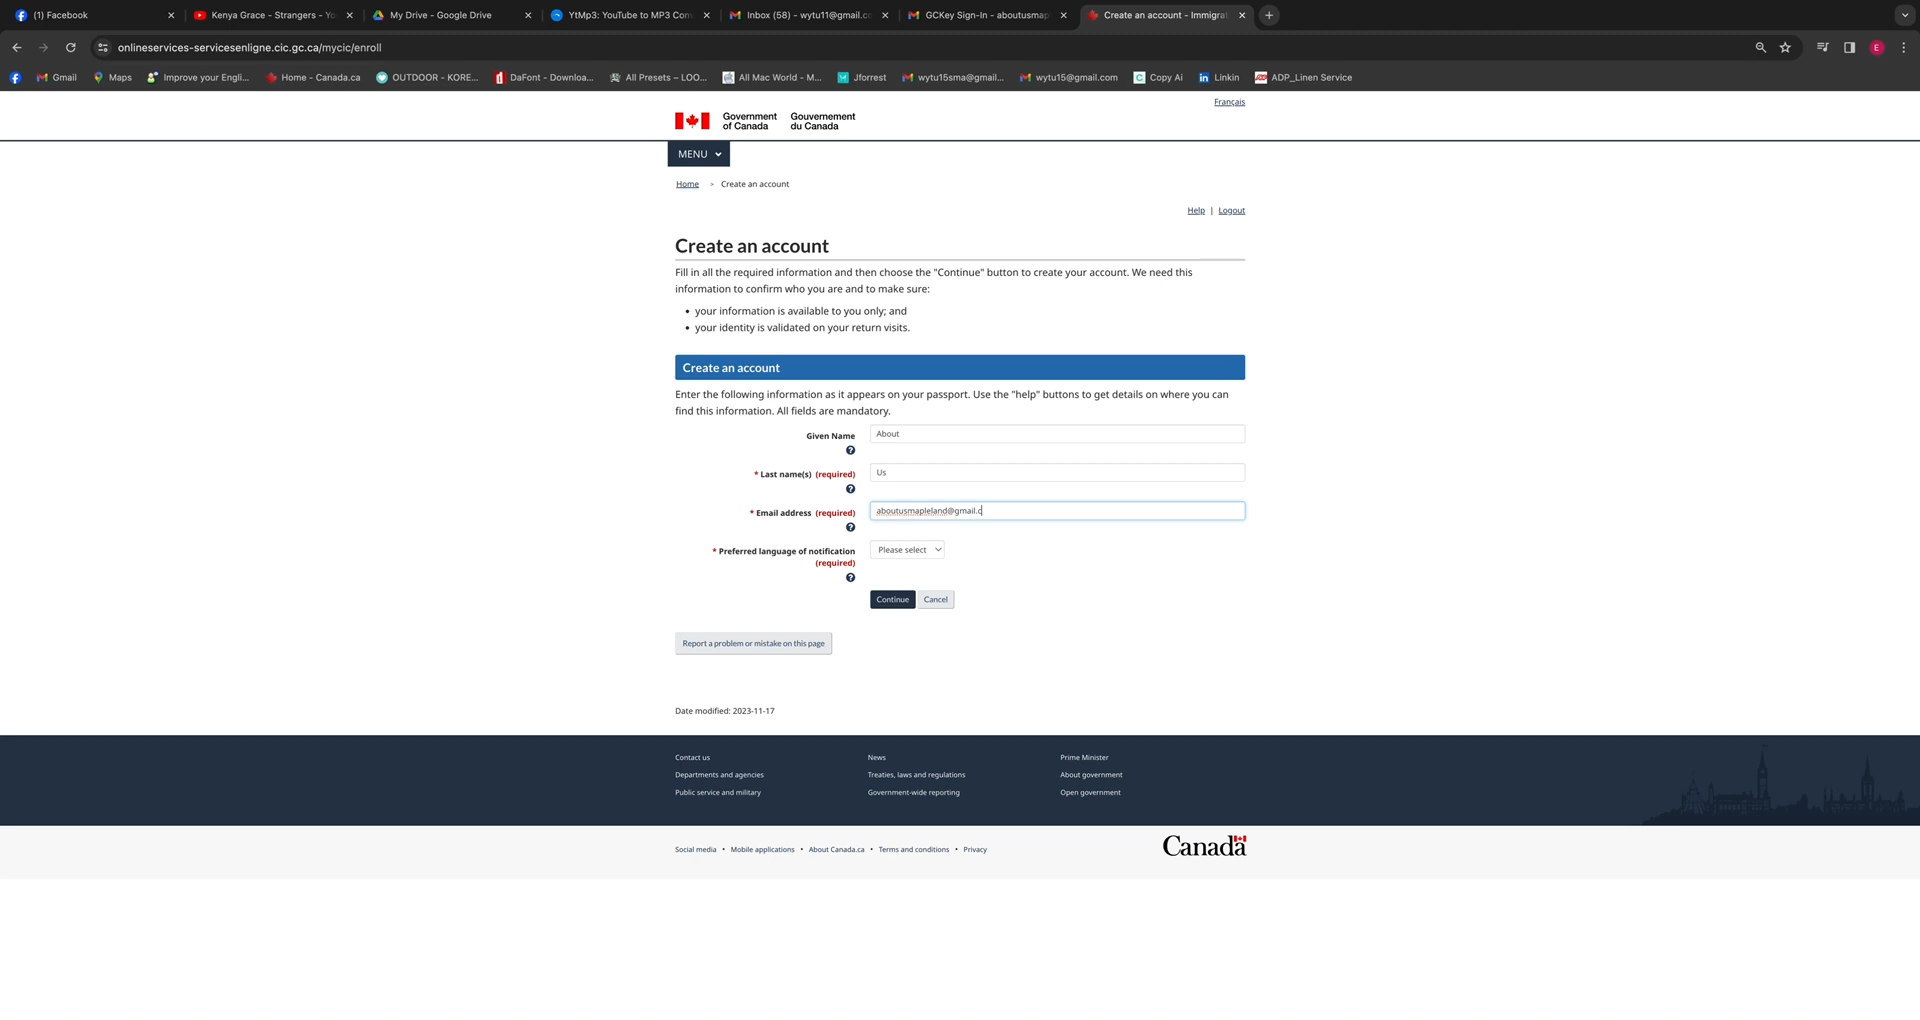 (1) Facebook
Kenya Grace - Strangers - Yo
My Drive - Google Drive
YtMp3: YouTube to MP3 Con
Inbox (58) - wytu11@gmail.co
GCKey Sign-In - aboutusmap
Create an account - Immigrat
onlineservices-servicesenligne.cic.gc.ca/mycic/enroll
E
Gmail
Maps
Improve your Engli...
Home - Canada.ca
OUTDOOR - KORE...
DaFont - Downloa...
All Presets – LOO...
All Mac World - M...
Jforrest
wytu15sma@gmail...
wytu15@gmail.com
Copy Ai
Linkin
ADP_Linen Service
Français
Government of Canada
Gouvernement du Canada
MENU
Home > Create an account
Help | Logout
Create an account
Fill in all the required information and then choose the "Continue" button to create your account. We need this
information to confirm who you are and to make sure:
• your information is available to you only; and
• your identity is validated on your return visits.
Create an account
Enter the following information as it appears on your passport. Use the "help" buttons to get details on where you can
find this information. All fields are mandatory.
Given Name
About
* Last name(s) (required)
Us
* Email address (required)
aboutusmapleland@gmail.c
* Preferred language of notification
(required)
Please select
Continue
Cancel
Report a problem or mistake on this page
Date modified: 2023-11-17
Contact us
News
Prime Minister
Departments and agencies
Treaties, laws and regulations
About government
Public service and military
Government-wide reporting
Open government
Social media • Mobile applications • About Canada.ca • Terms and conditions • Privacy
Canada